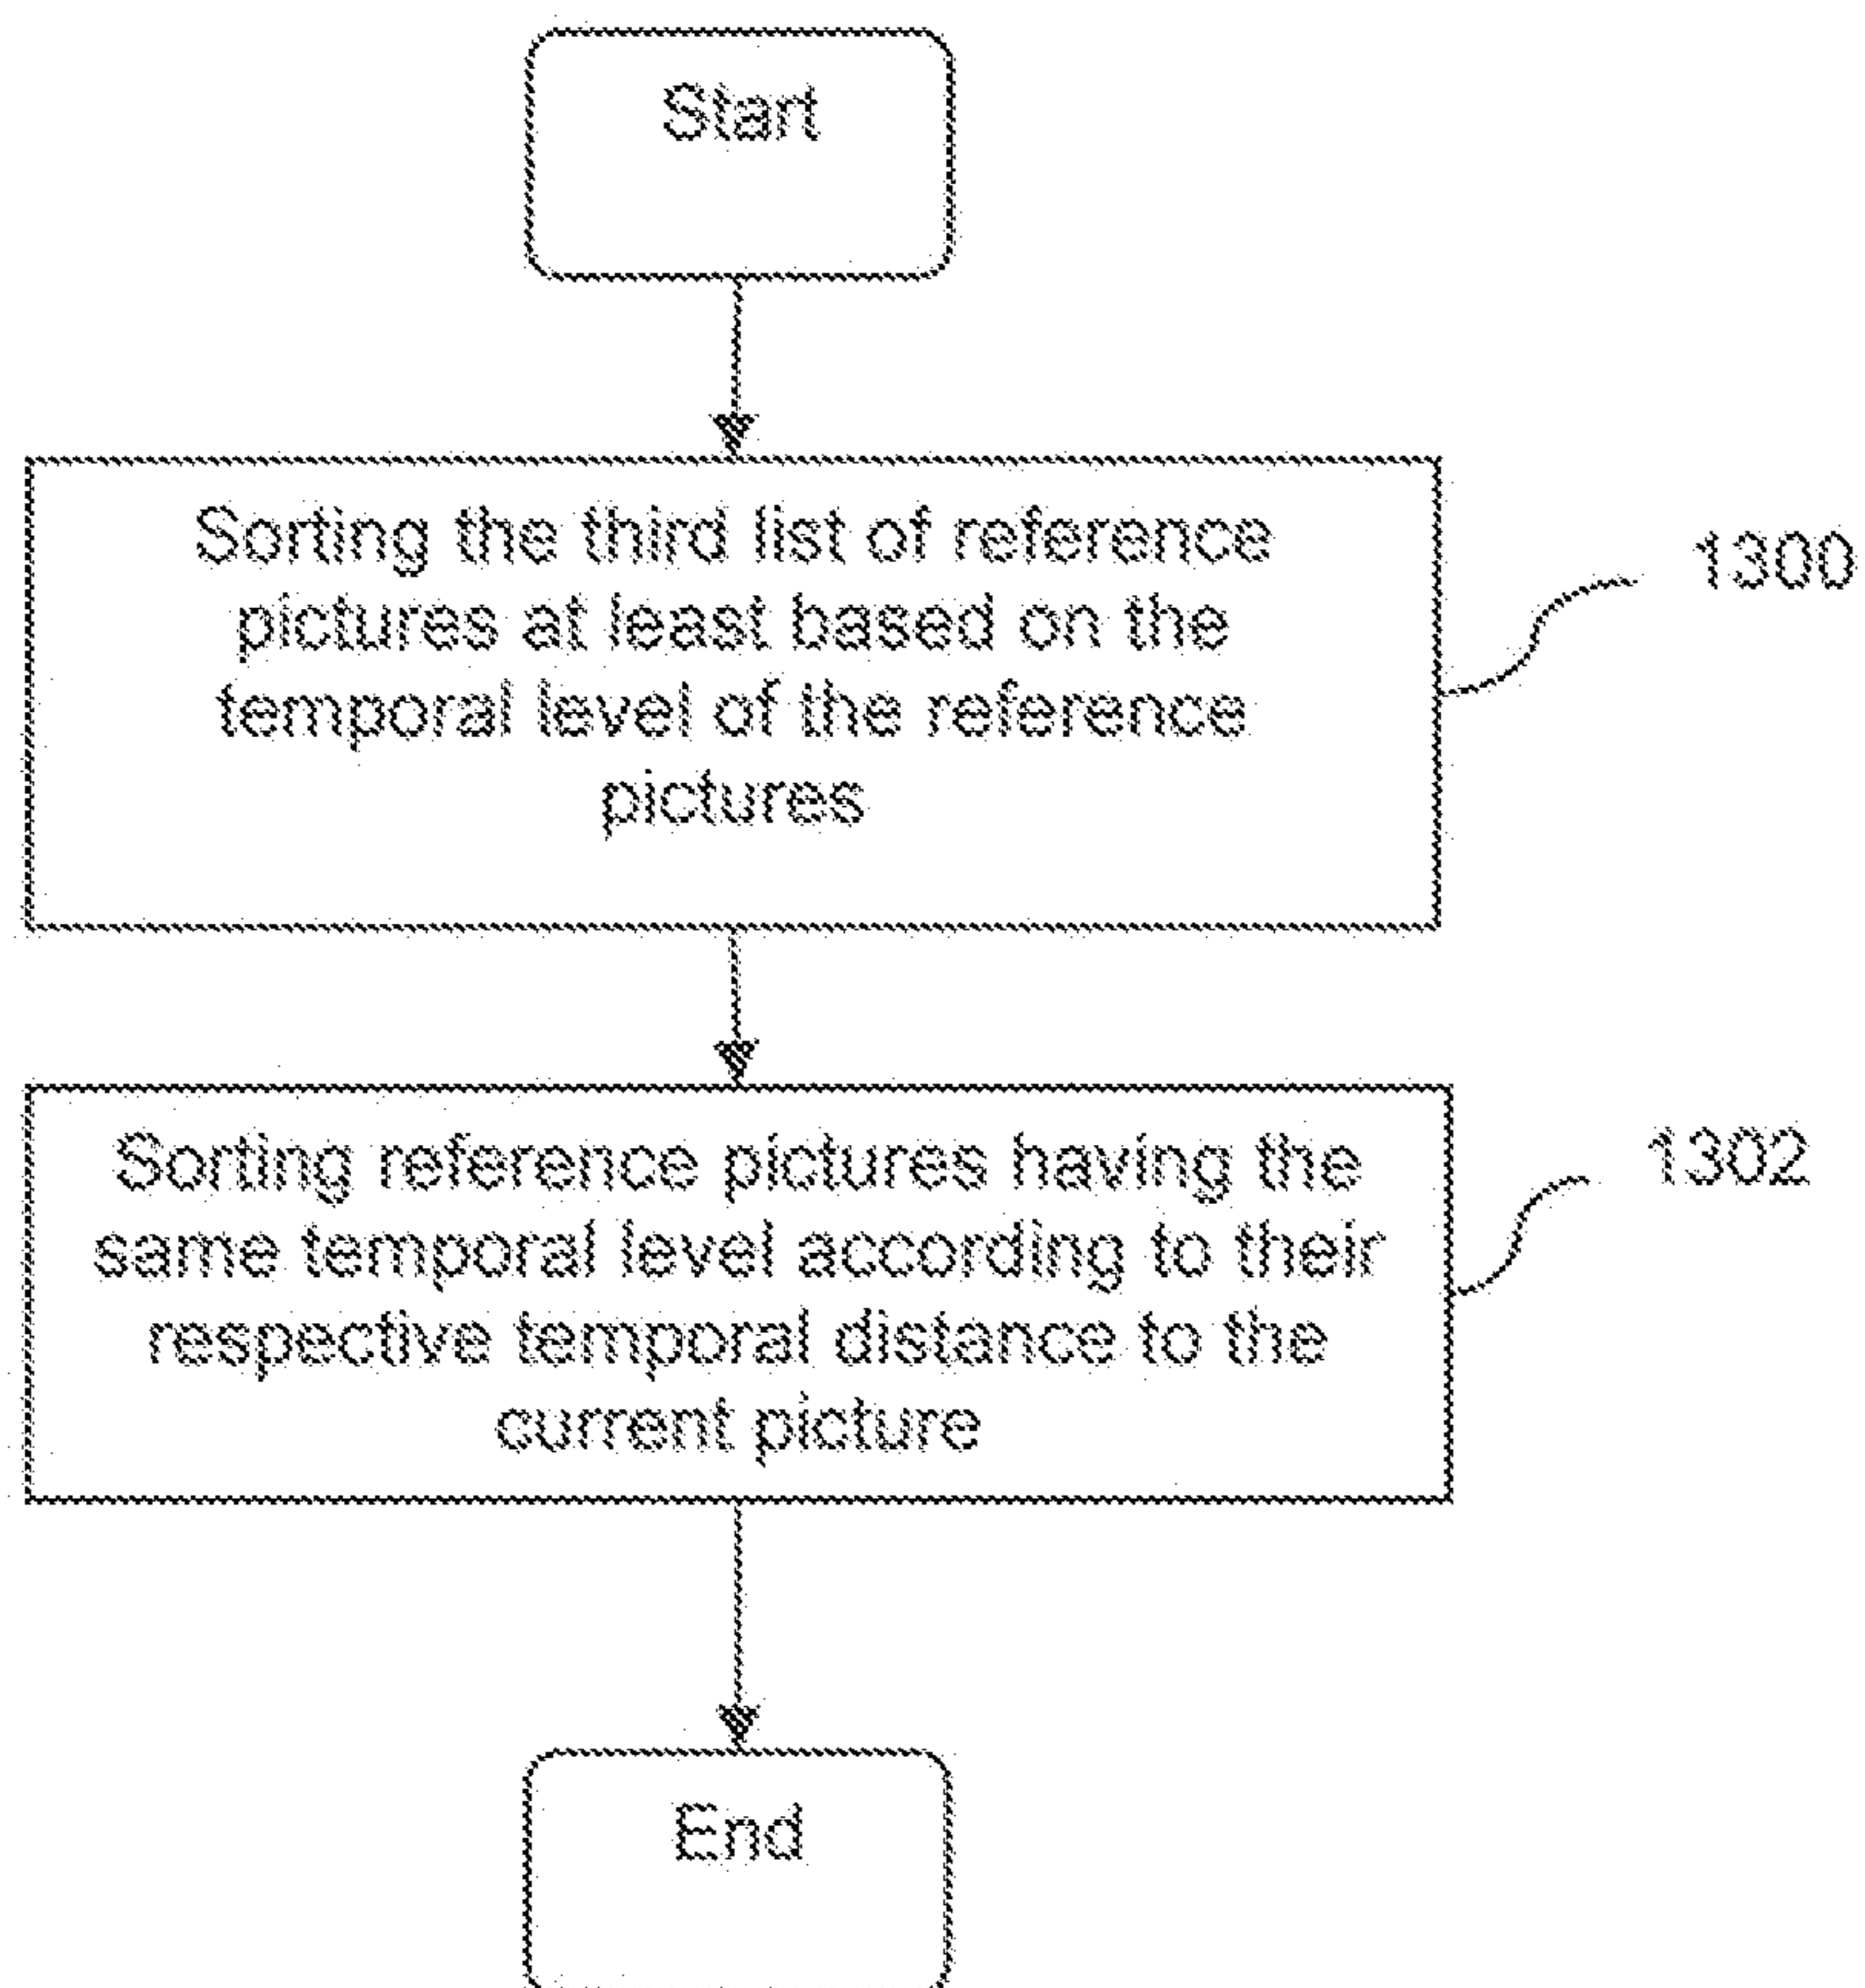 Start
Sorting the third list of reference
pictures at least based on the
temporal level of the reference
pictures
1300
Sorting reference pictures having the
same temporal level according to their
respective temporal distance to the
current picture
1302
End